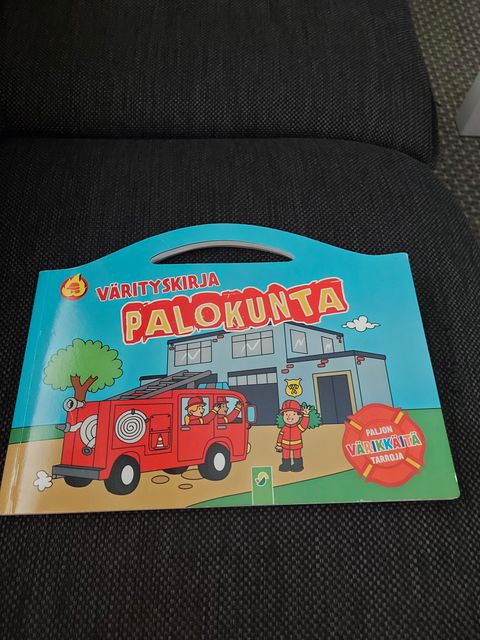 VÄRITYSKIRJA
PALOKUNTA
PALJON
VÄRIKKÄITÄ
TARROJA